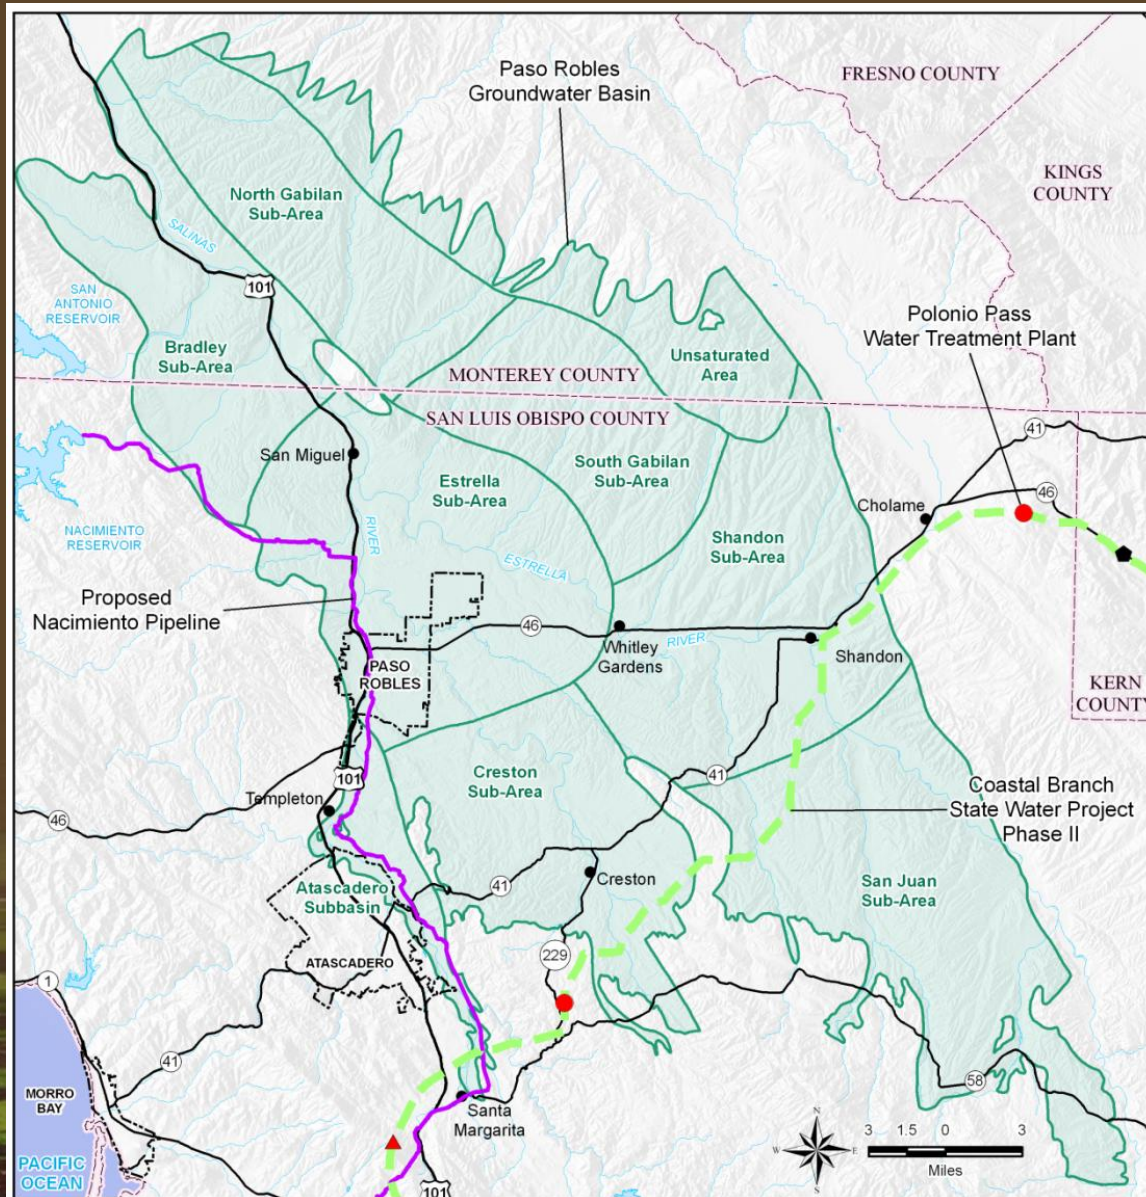 Paso Robles
Groundwater Basin
FRESNO COUNTY
KINGS
COUNTY
North Gabilan
Sub-Area
SALINAS
101
SAN
ANTONIO
RESERVOIR
Bradley
Sub-Area
Polonio Pass
Water Treatment Plant
Unsaturated
Area
MONTEREY COUNTY
SAN LUIS OBISPO COUNTY
41
San Miguel
South Gabilan
Sub-Area
Estrella
Sub-Area
46
Cholame
NACIMIENTO
RESERVOIR
RIVER
Shandon
Sub-Area
ESTRELLA
Proposed
Nacimiento Pipeline
46
RIVER
Whitley
Gardens
Shandon
PASO
ROBLES
KERN
COUNTY
101
Creston
Sub-Area
41
Coastal Branch
State Water Project
Phase II
Templeton
46
Atascadero
Subbasin
41
Creston
San Juan
Sub-Area
ATASCADERO
229
1
41
58
MORRO
BAY
Santa
Margarita
PACIFIC
OCEAN
101
N
W
E
S
3 1.5 0 3
Miles